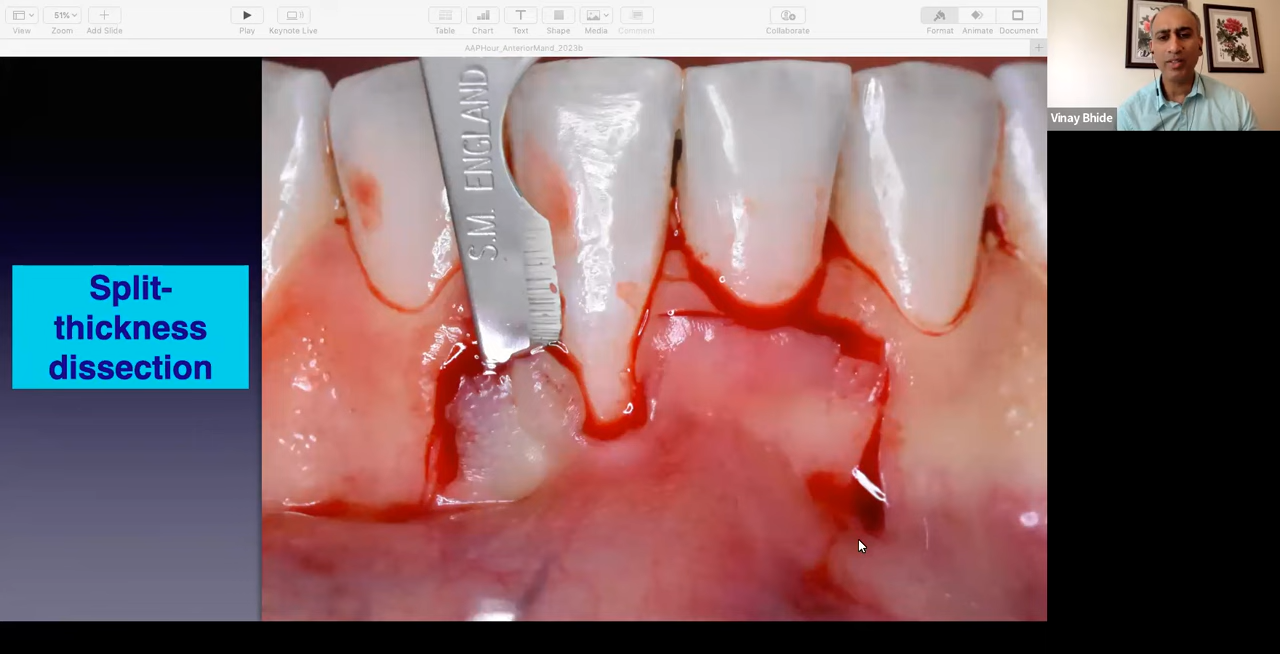 View
51%
Zoom
Add Slide
Play
Keynote Live
Table
Chart
Text
Shape
Media
Comment
Collaborate
Format
Animate
Document
AAPHour_AnteriorMand_2023b
S.M. ENGLAND
Split-
thickness
dissection
Vinay Bhide